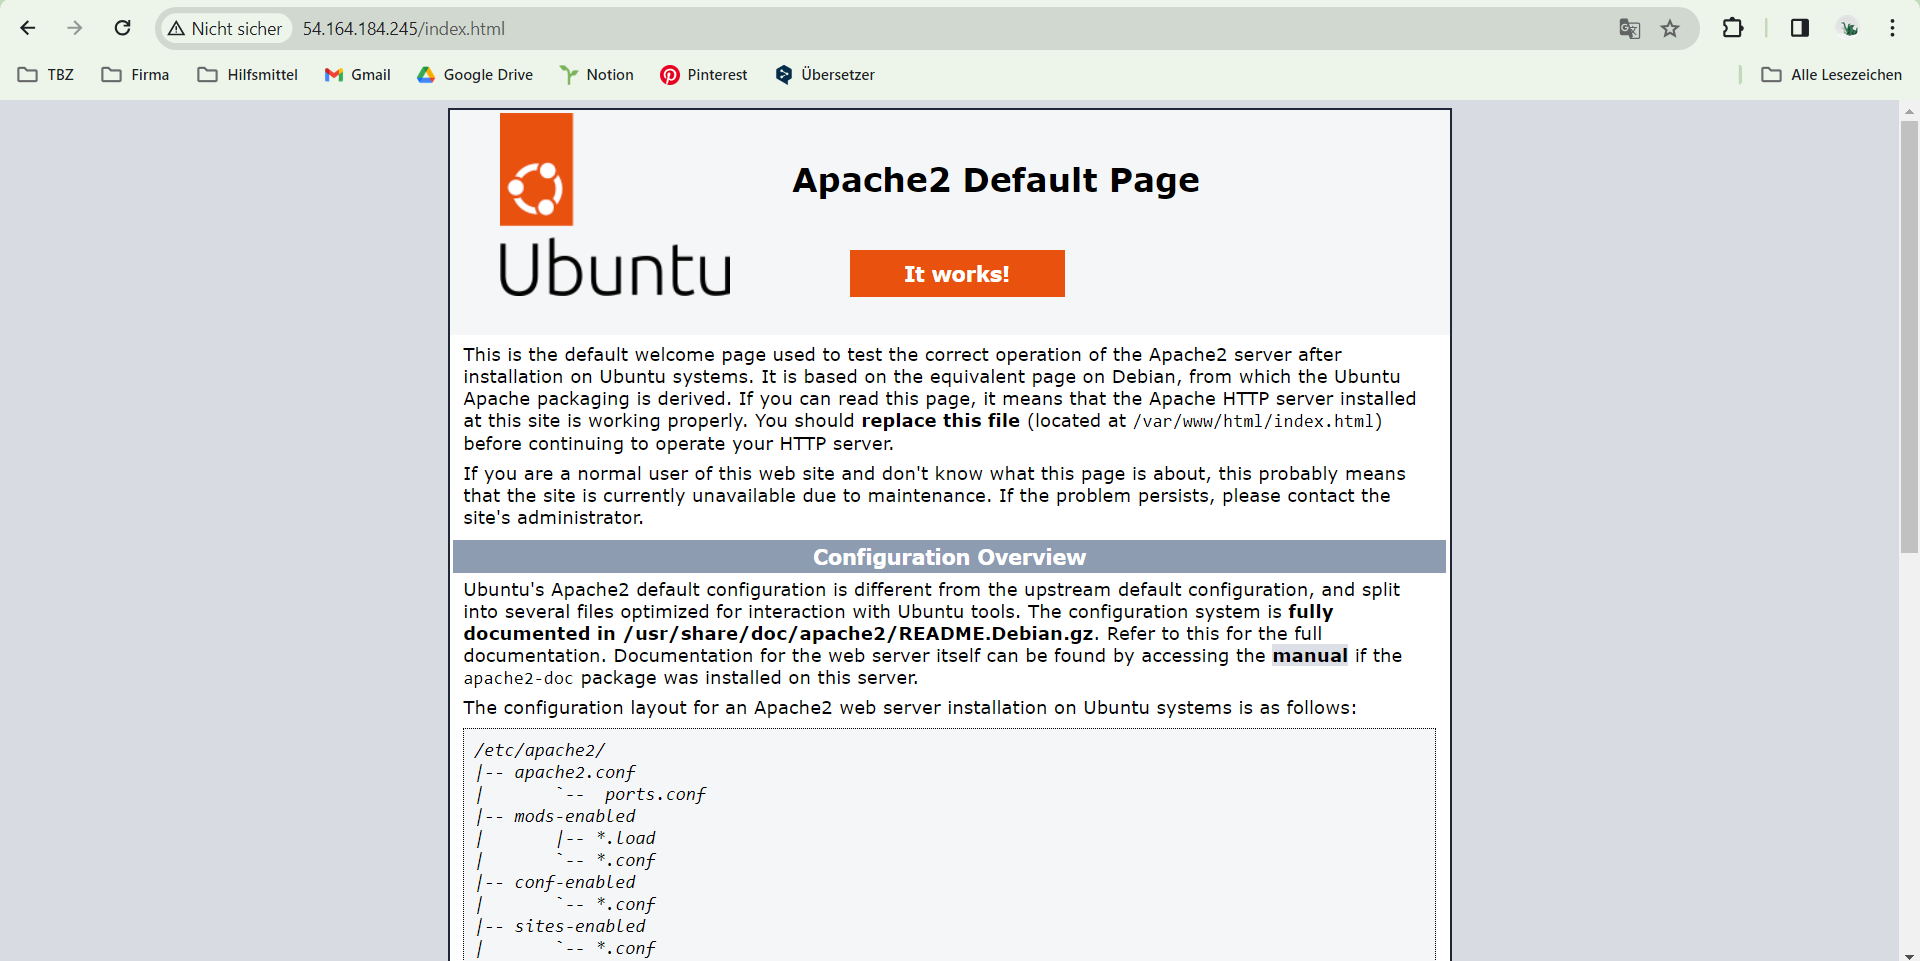 Nicht sicher 54.164.184.245/index.html
TBZ Firma Hilfsmittel Gmail Google Drive Notion Pinterest Übersetzer Alle Lesezeichen
Apache2 Default Page
Ubuntu
It works!
This is the default welcome page used to test the correct operation of the Apache2 server after
installation on Ubuntu systems. It is based on the equivalent page on Debian, from which the Ubuntu
Apache packaging is derived. If you can read this page, it means that the Apache HTTP server installed
at this site is working properly. You should replace this file (located at /var/www/html/index.html)
before continuing to operate your HTTP server.
If you are a normal user of this web site and don't know what this page is about, this probably means
that the site is currently unavailable due to maintenance. If the problem persists, please contact the
site's administrator.
Configuration Overview
Ubuntu's Apache2 default configuration is different from the upstream default configuration, and split
into several files optimized for interaction with Ubuntu tools. The configuration system is fully
documented in /usr/share/doc/apache2/README.Debian.gz. Refer to this for the full
documentation. Documentation for the web server itself can be found by accessing the manual if the
apache2-doc package was installed on this server.
The configuration layout for an Apache2 web server installation on Ubuntu systems is as follows:
/etc/apache2/
|-- apache2.conf
|       `--  ports.conf
|-- mods-enabled
|       |-- *.load
|       `-- *.conf
|-- conf-enabled
|       `-- *.conf
|-- sites-enabled
|       `-- *.conf